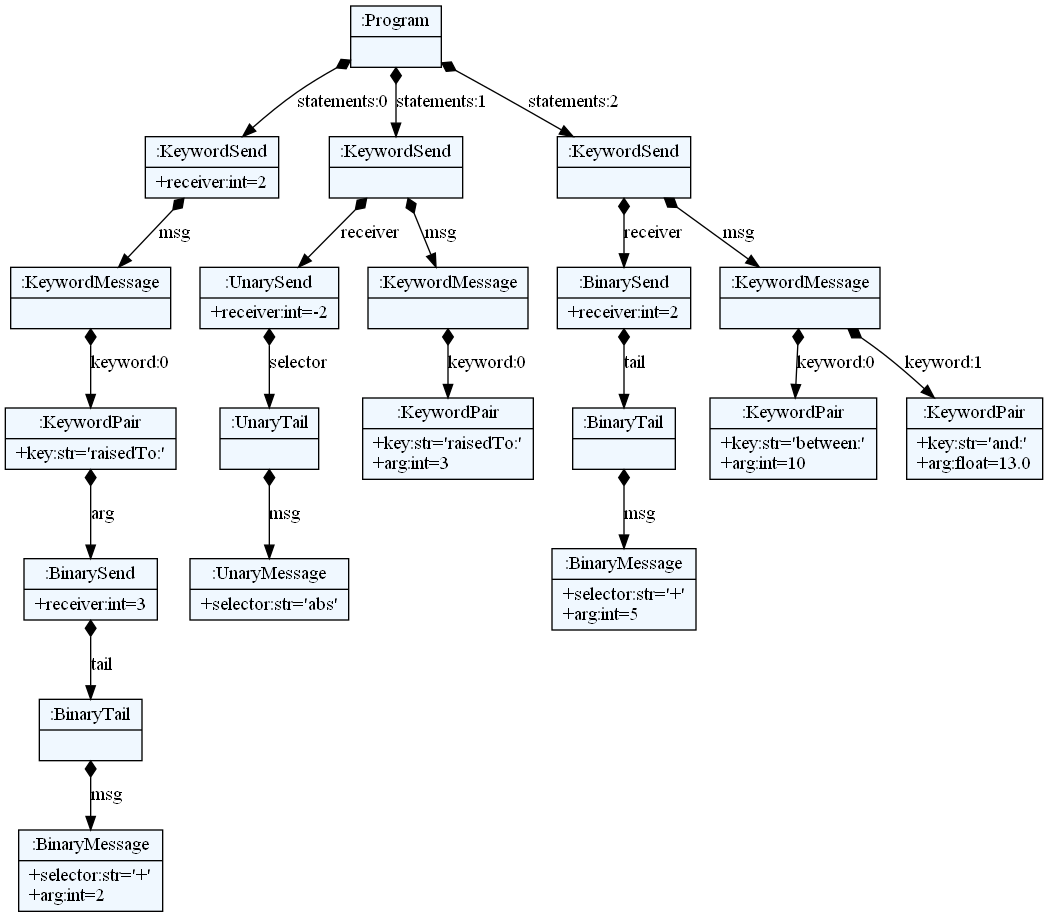 :Program
statements:0
statements:1
statements:2
:KeywordSend
+receiver:int=2
:KeywordSend
:KeywordSend
msg
receiver
msg
receiver
msg
:KeywordMessage
:UnarySend
+receiver:int=-2
:KeywordMessage
:BinarySend
+receiver:int=2
:KeywordMessage
keyword:0
selector
keyword:0
tail
keyword:0
keyword:1
:KeywordPair
+key:str='raisedTo:'
:UnaryTail
:KeywordPair
+key:str='raisedTo:'
+arg:int=3
:BinaryTail
:KeywordPair
+key:str='between:'
+arg:int=10
:KeywordPair
+key:str='and:'
+arg:float=13.0
arg
msg
msg
:BinarySend
+receiver:int=3
:UnaryMessage
+selector:str='abs'
:BinaryMessage
+selector:str='+'
+arg:int=5
tail
:BinaryTail
msg
:BinaryMessage
+selector:str='+'
+arg:int=2